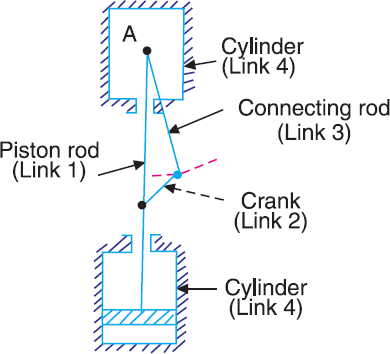 A
Cylinder
(Link 4)
Connecting rod
(Link 3)
Piston rod
(Link 1)
Crank
(Link 2)
Cylinder
(Link 4)